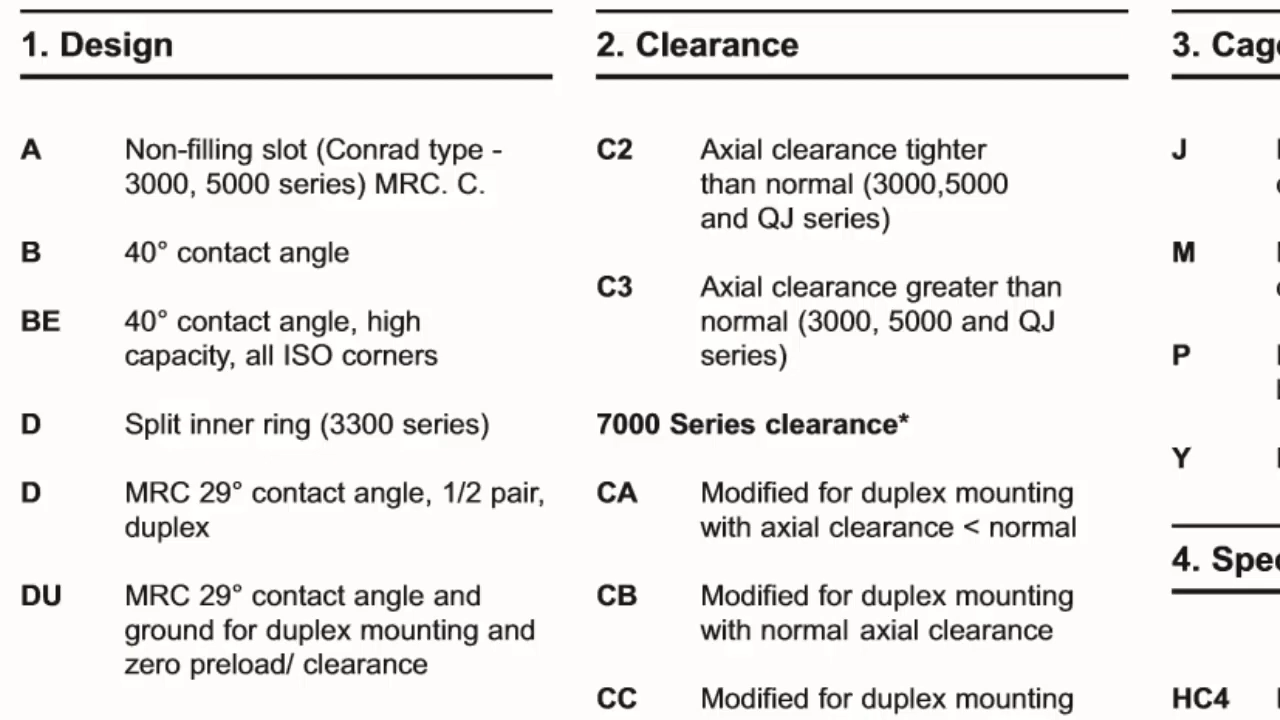 1. Design
A Non-filling slot (Conrad type -
3000, 5000 series) MRC. C.
B 40° contact angle
BE 40° contact angle, high
capacity, all ISO corners
D Split inner ring (3300 series)
D MRC 29° contact angle, 1/2 pair,
duplex
DU MRC 29° contact angle and
ground for duplex mounting and
zero preload/ clearance
2. Clearance
C2 Axial clearance tighter
than normal (3000,5000
and QJ series)
C3 Axial clearance greater than
normal (3000, 5000 and QJ
series)
7000 Series clearance*
CA Modified for duplex mounting
with axial clearance < normal
CB Modified for duplex mounting
with normal axial clearance
CC Modified for duplex mounting
3.
J
M
P
Y
4.
HC4